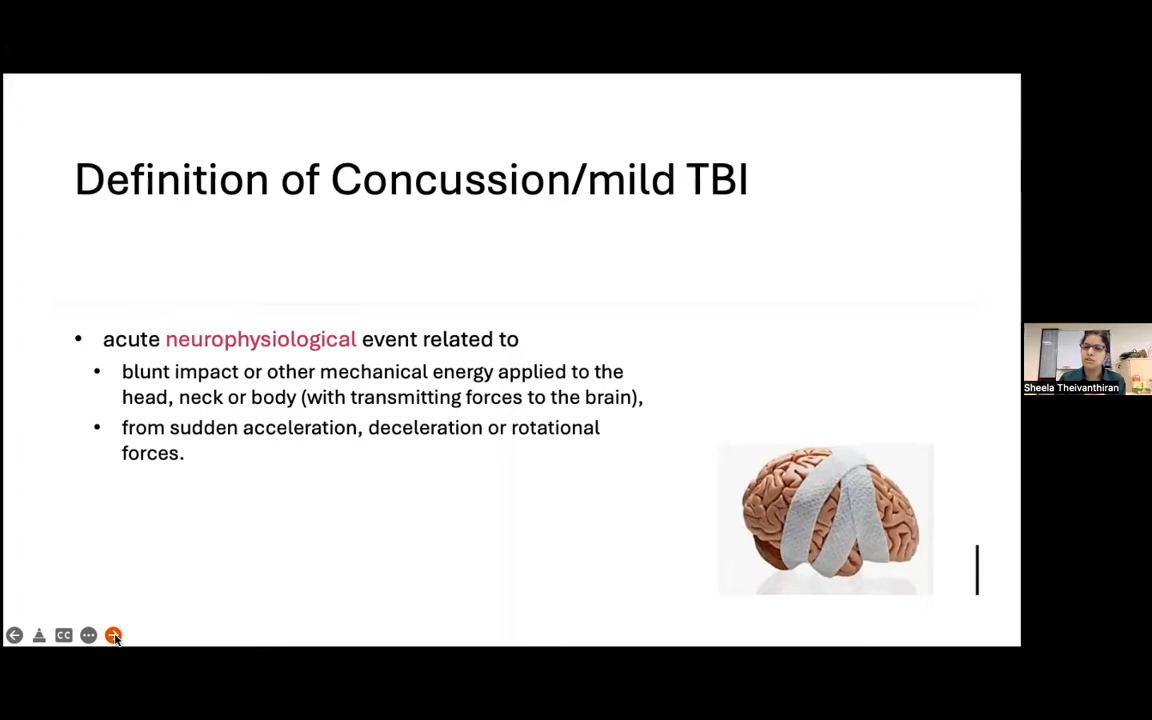 Definition of Concussion/mild TBI
• acute neurophysiological event related to
• blunt impact or other mechanical energy applied to the
head, neck or body (with transmitting forces to the brain),
• from sudden acceleration, deceleration or rotational
forces.
Sheela Theivanthiran
CC